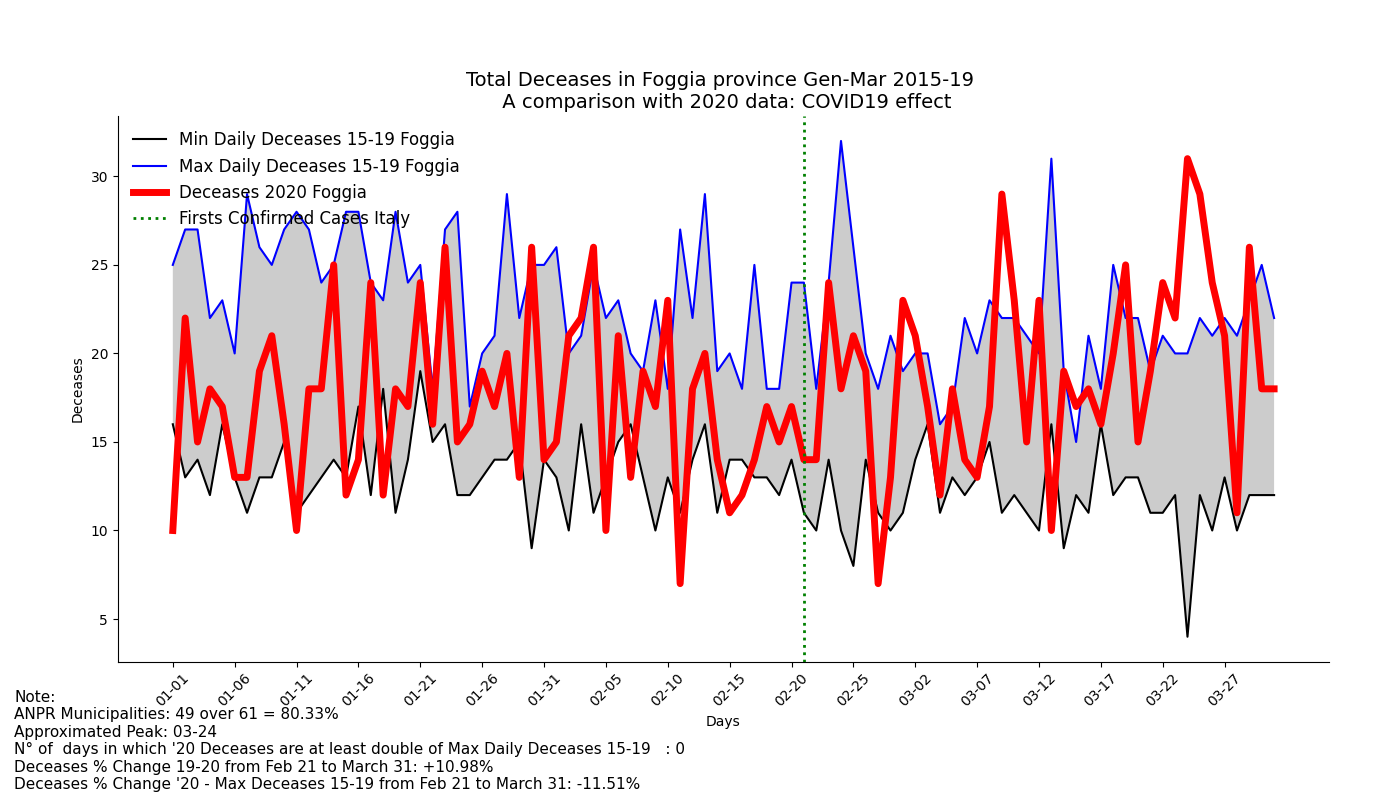 Total Deceases in Foggia province Gen-Mar 2015-19
A comparison with 2020 data: COVID19 effect
Min Daily Deceases 15-19 Foggia
Max Daily Deceases 15-19 Foggia
Deceases 2020 Foggia
Firsts Confirmed Cases Italy
Deceases
30
25
20
15
10
5
01-01
01-06
01-11
01-16
01-21
01-26
01-31
02-05
02-10
02-15
02-20
02-25
03-02
03-07
03-12
03-17
03-22
03-27
Days
Note:
ANPR Municipalities: 49 over 61 = 80.33%
Approximated Peak: 03-24
N° of  days in which '20 Deceases are at least double of Max Daily Deceases 15-19   : 0
Deceases % Change 19-20 from Feb 21 to March 31: +10.98%
Deceases % Change '20 - Max Deceases 15-19 from Feb 21 to March 31: -11.51%